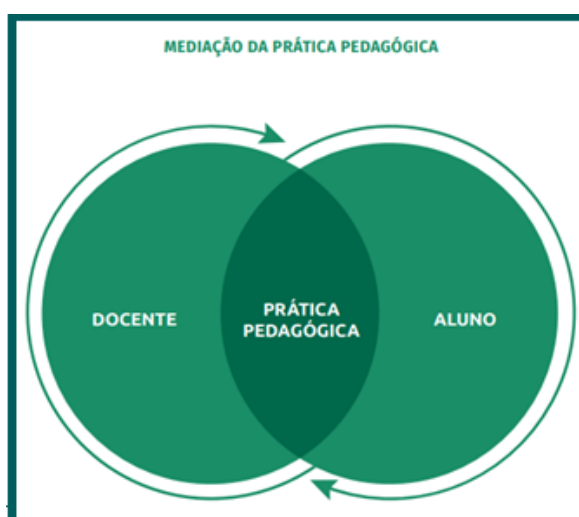 MEDIAÇÃO DA PRÁTICA PEDAGÓGICA
DOCENTE
PRÁTICA
PEDAGÓGICA
ALUNO